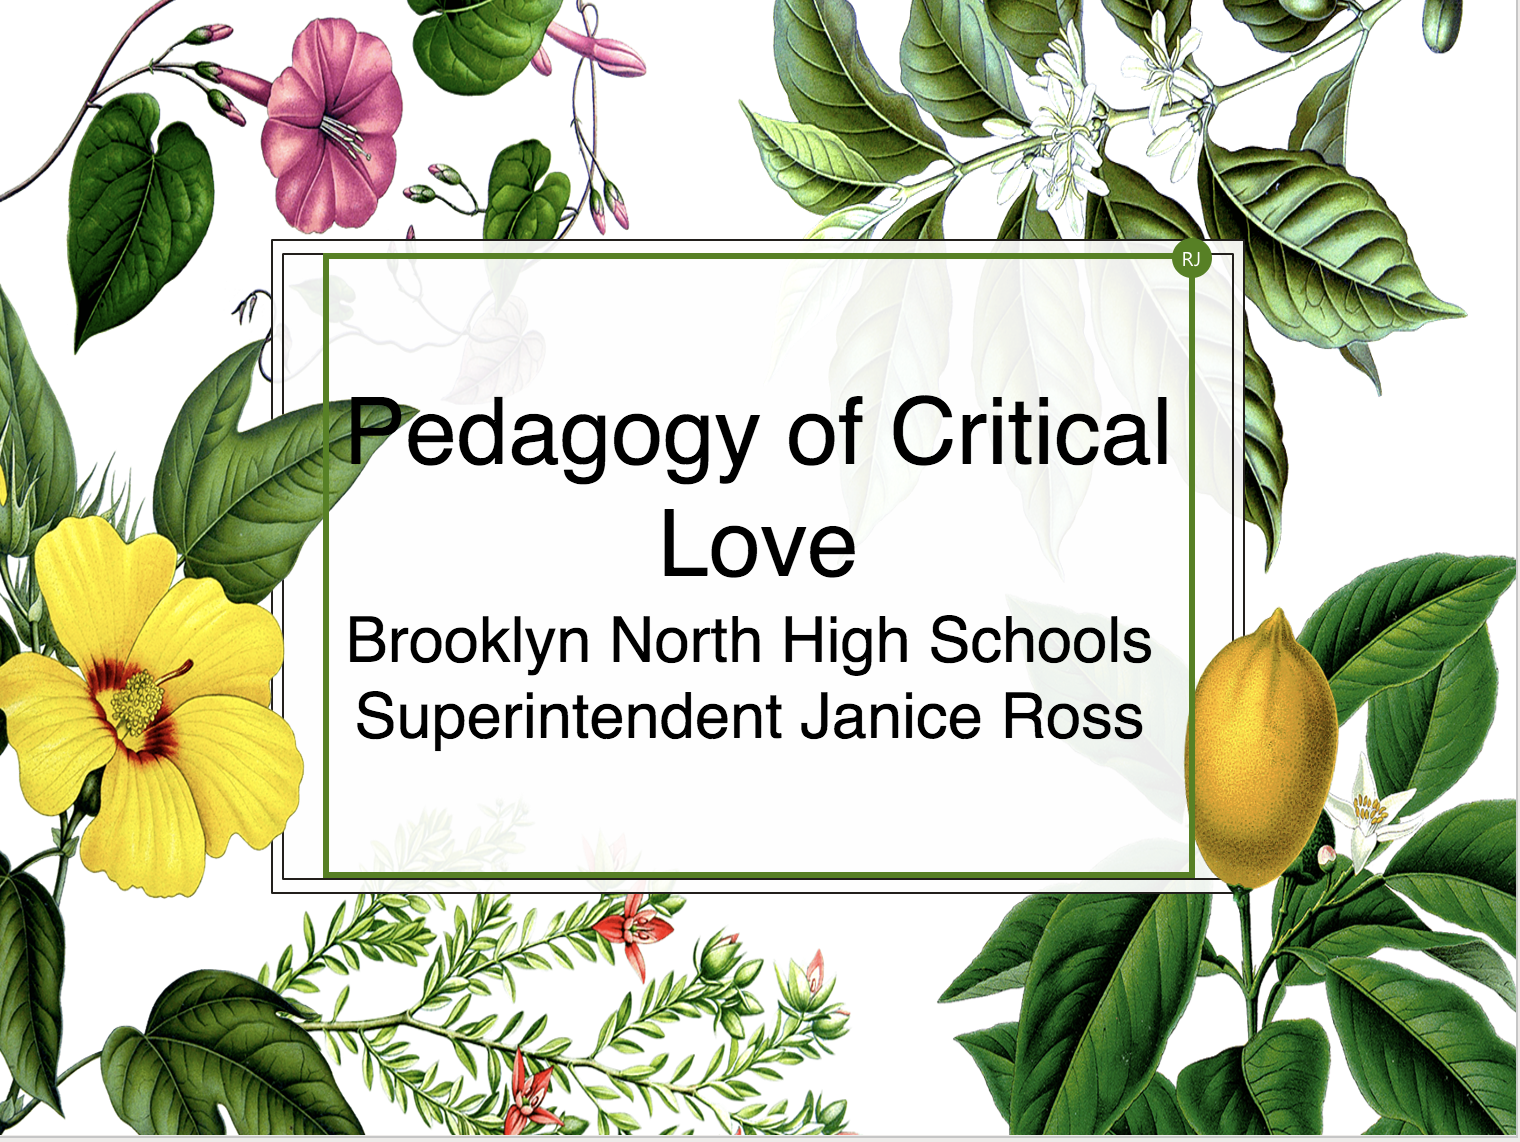 RJ
Pedagogy of Critical
Love
Brooklyn North High Schools
Superintendent Janice Ross